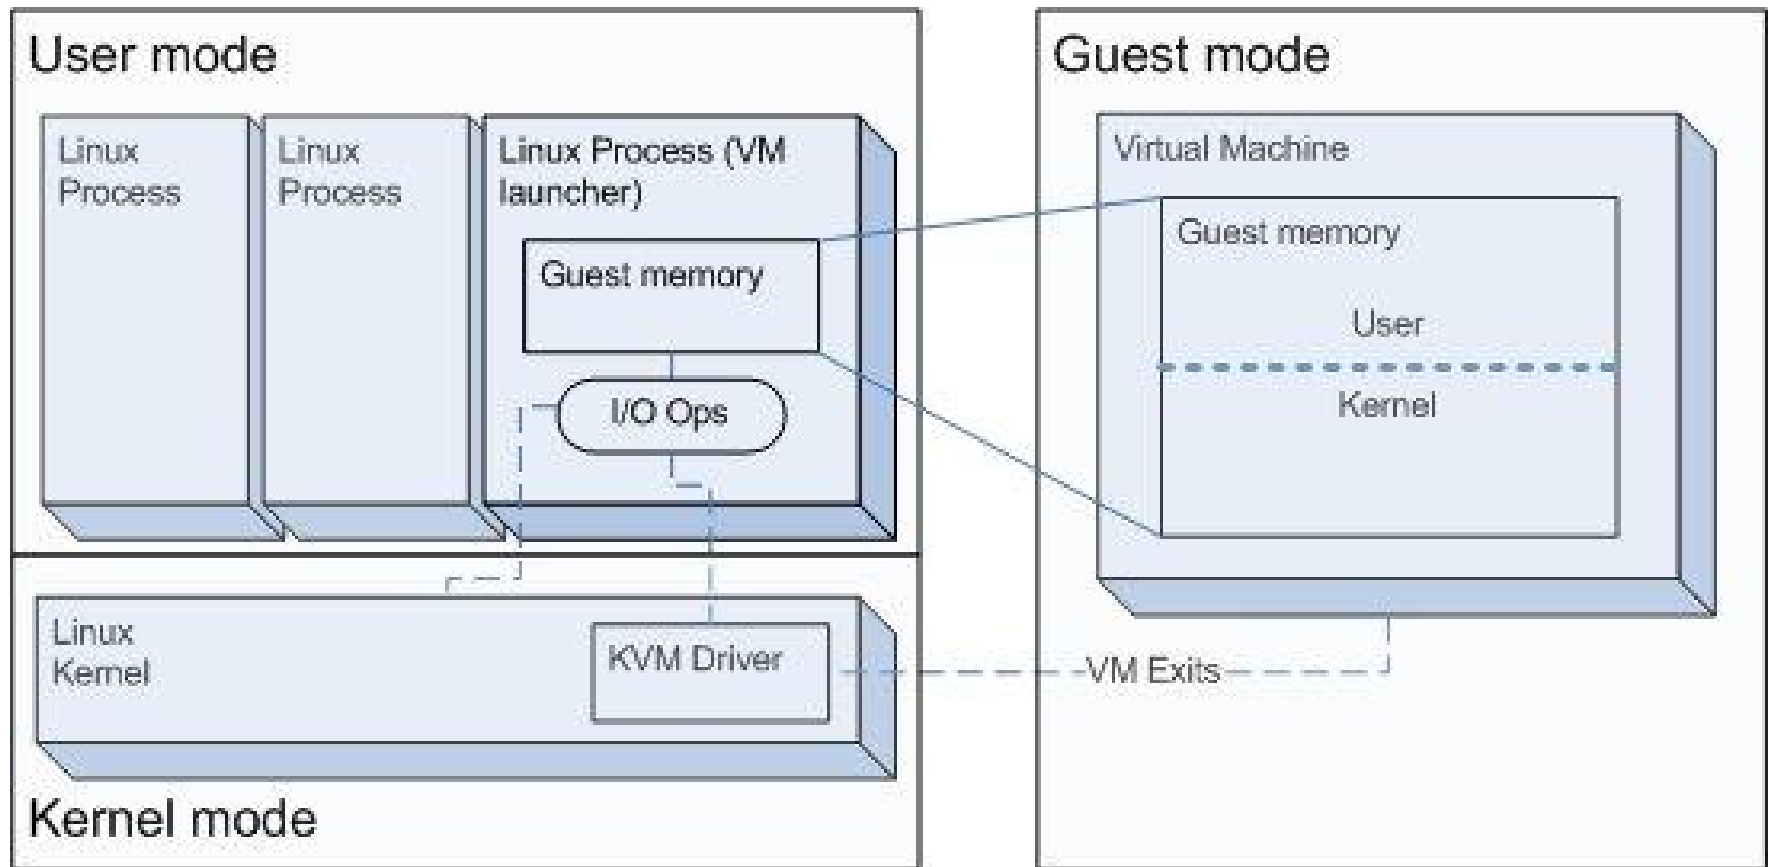 User mode
Linux
Process
Linux
Process
Linux Process (VM
launcher)
Guest memory
I/O Ops
Linux
Kernel
KVM Driver
Kernel mode
Guest mode
Virtual Machine
Guest memory
User
Kernel
VM Exits